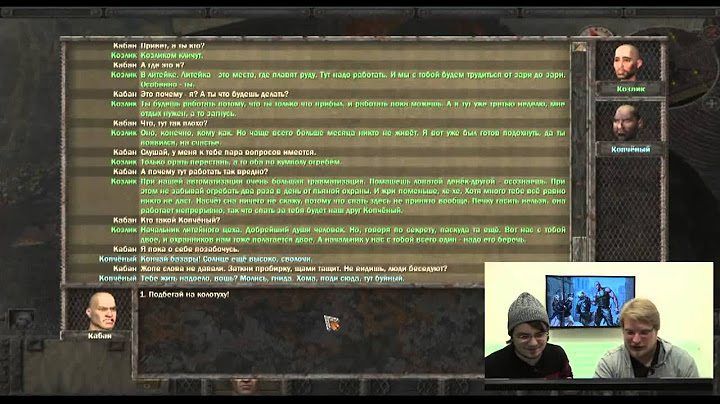 Кабан Привет, а ты кто?
Козлик Козликом кличут.
Кабан А где это я?
Козлик В литейке. Литейка - это место, где плавят руду. Тут надо работать. И мы с тобой будем трудиться от зари до зари.
Особенно - ты.
Кабан Это почему - я? А ты что будешь делать?
Козлик Ты будешь работать потому, что ты только что прибыл, и работать пока можешь. А я тут уже третью неделю, мне
отдых нужен, а то загнусь.
Кабан Что, тут так плохо?
Козлик Оно, конечно, кому как. Но чаще всего больше месяца никто не живёт. Я вот уже был готов подохнуть, да ты
появился, на счастье.
Кабан Слушай, у меня к тебе пара вопросов имеется.
Козлик Только орать перестань, а то оба по кумполу огребём.
Кабан А почему тут работать так вредно?
Козлик При нашей автоматизации очень большая травматизация. Помашешь лопатой денёк-другой - осознаешь. При
этом не забывай огребать два раза в день от пьяной охраны. И жри поменьше, хе-хе. Хотя много тебе всё равно
никто не даст. Насчёт сна ничего не скажу, потому что спать здесь не принято вообще. Печку гасить нельзя, она
работает непрерывно, так что спать за тебя будет наш друг Копчёный.
Кабан Кто такой Копчёный?
Козлик Начальник литейного цеха. Добрейшей души человек. Но, говоря по секрету, паскуда та ещё. Вот нас с тобой
двое, и охранников нам тоже полагается двое. А начальник у нас с тобой всего один - надо его беречь.
Кабан Я пока о себе позабочусь.
Копчёный Кончай базары! Солнце ещё высоко, сволочи.
Кабан Жопе слова не давали. Заткни пробирку, щами тащит. Не видишь, люди беседуют?
Копчёный Тебе жить надоело, вошь? Молись, гнида. Хома, поди сюда, тут буйный.
Козлик
Копчёный
1. Подбегай на колотуху!
Кабан